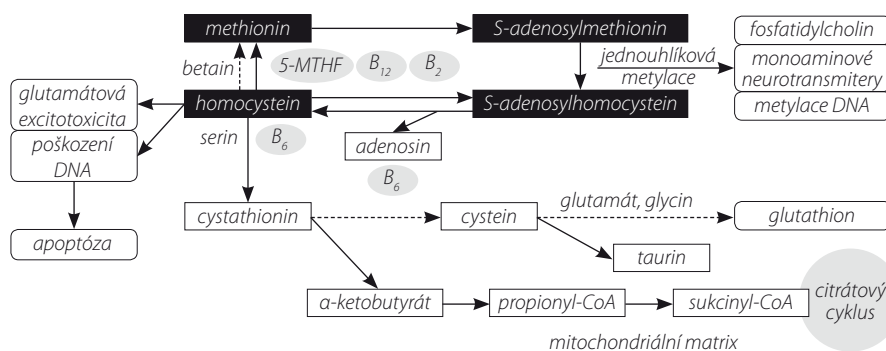 methionin
S-adenosylmethionin
fosfatidylcholin
betain
5-MTHF
B12
B2
jednouhlíková
metylace
monoaminové
neurotransmitery
glutamátová
excitotoxicita
homocystein
S-adenosylhomocystein
metylace DNA
poškození
DNA
serin
B6
adenosin
B6
apoptóza
cystathionin
cystein
glutamát, glycin
glutathion
taurin
α-ketobutyrát
propionyl-CoA
sukcinyl-CoA
citrátový
cyklus
mitochondriální matrix